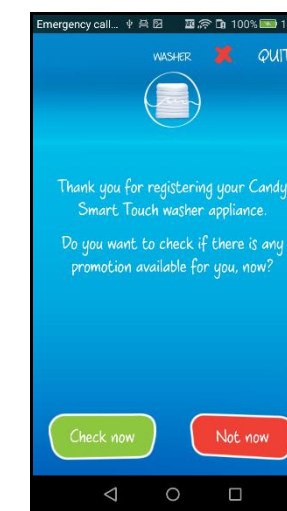 Emergency call... 100% 1
WASHER QUIT
Thank you for registering your Candy
Smart Touch washer appliance.
Do you want to check if there is any
promotion available for you, now?
Check now Not now